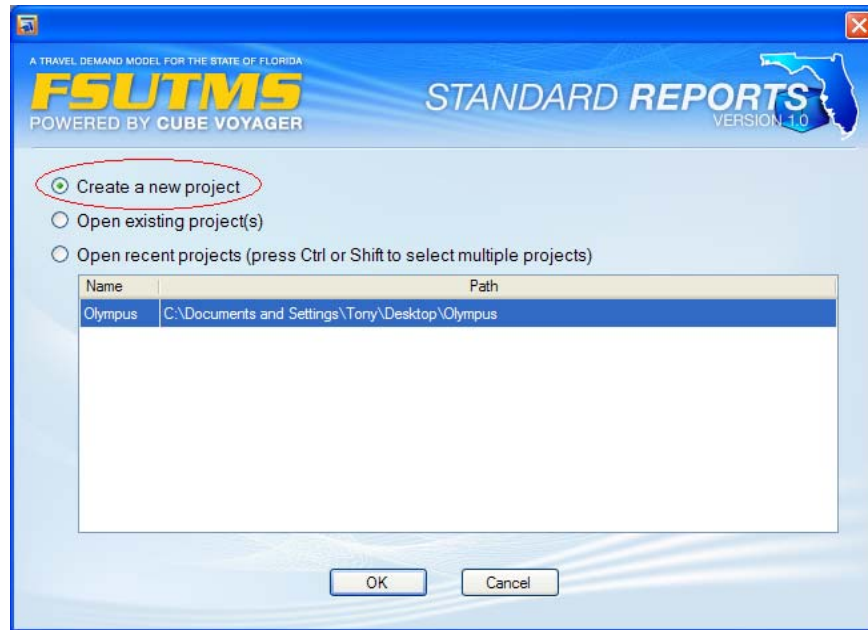 A TRAVEL DEMAND MODEL FOR THE STATE OF FLORIDA
FSUTMS
POWERED BY CUBE VOYAGER
STANDARD REPORTS
VERSION 1.0
Create a new project
Open existing project(s)
Open recent projects (press Ctrl or Shift to select multiple projects)
Name Path
Olympus C:\Documents and Settings\Tony\Desktop\Olympus
OK Cancel